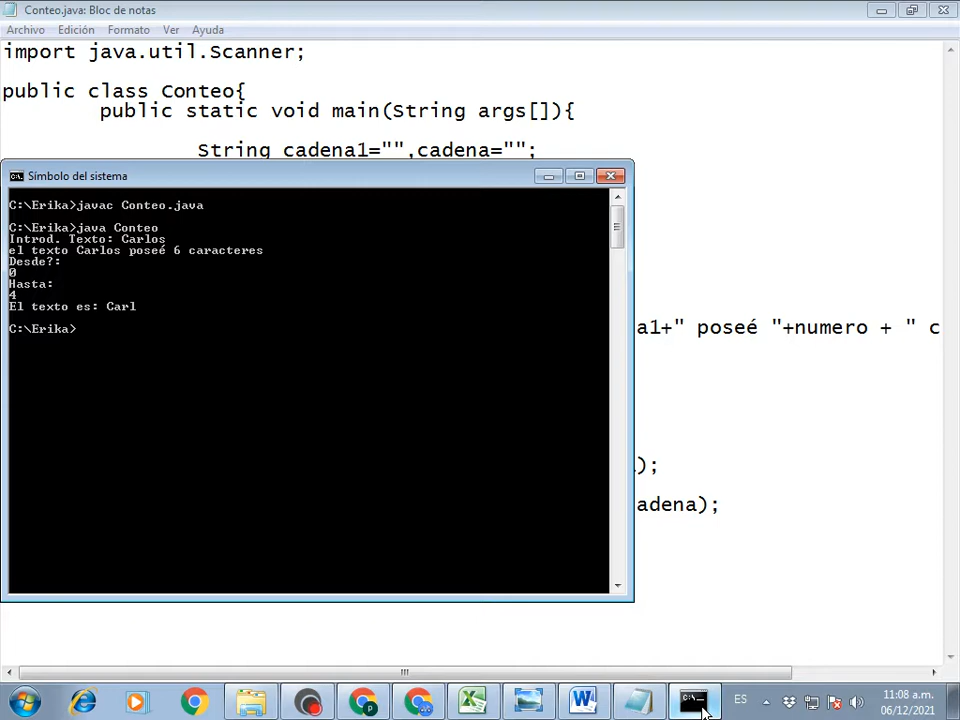 Conteo.java: Bloc de notas
Archivo Edición Formato Ver Ayuda
import java.util.Scanner;
public class Conteo{
public static void main(String args[]){
String cadena1="",cadena="";
Símbolo del sistema
C:\Erika>javac Conteo.java
C:\Erika>java Conteo
Introd. Texto: Carlos
el texto Carlos poseé 6 caracteres
Desde?:
0
Hasta:
4
El texto es: Carl
C:\Erika>
a1+" poseé "+numero + " c
);
adena);
ES
11:08 a.m.
06/12/2021